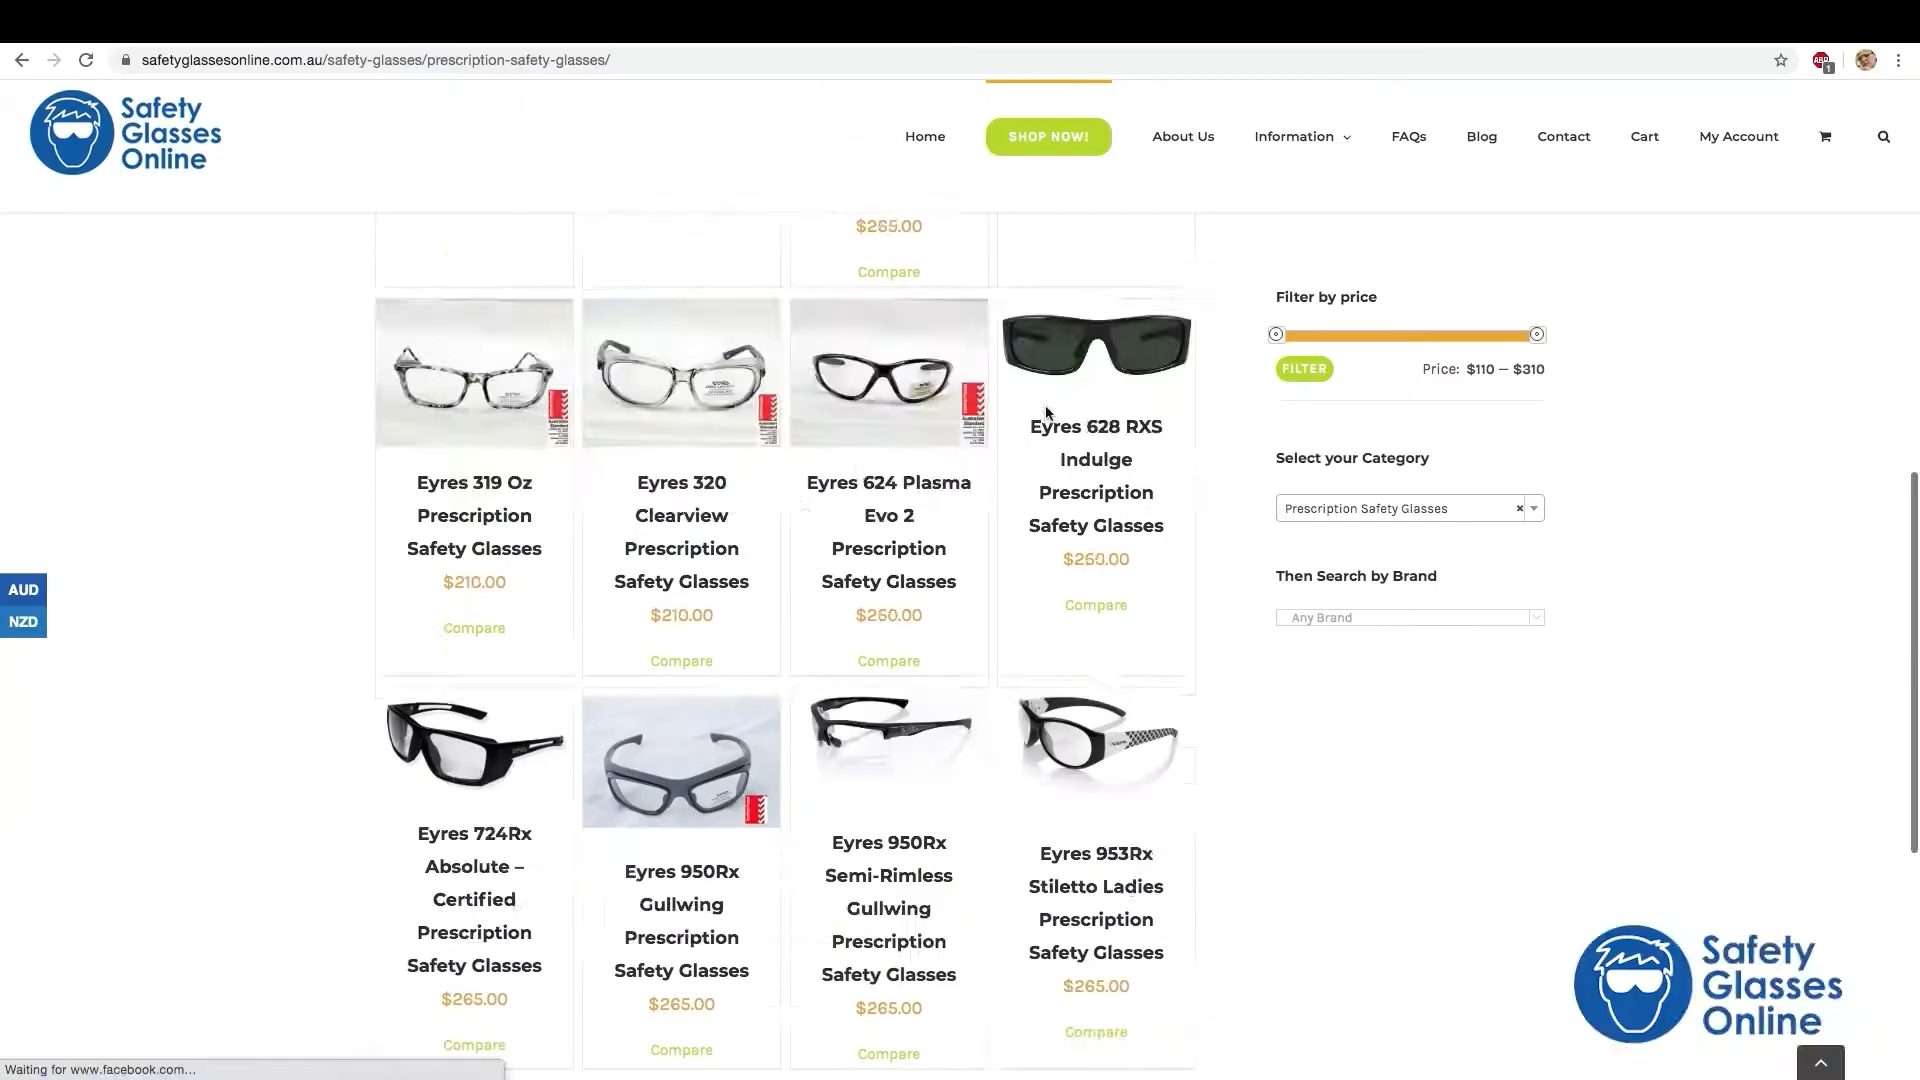 safetyglassesonline.com.au/safety-glasses/prescription-safety-glasses/
ABP
1
Safety
Glasses
Online
Home
SHOP NOW!
About Us
Information
FAQs
Blog
Contact
Cart
My Account
$265.00
Compare
Eyres 319 Oz
Prescription
Safety Glasses
$210.00
Compare
Eyres 320
Clearview
Prescription
Safety Glasses
$210.00
Compare
Eyres 624 Plasma
Evo 2
Prescription
Safety Glasses
$260.00
Compare
Eyres 628 RXS
Indulge
Prescription
Safety Glasses
$260.00
Compare
Eyres 724Rx
Absolute –
Certified
Prescription
Safety Glasses
$265.00
Compare
Eyres 950Rx
Gullwing
Prescription
Safety Glasses
$265.00
Compare
Eyres 950Rx
Semi-Rimless
Gullwing
Prescription
Safety Glasses
$265.00
Compare
Eyres 953Rx
Stiletto Ladies
Prescription
Safety Glasses
$265.00
Compare
Filter by price
FILTER
Price: $110 — $310
Select your Category
Prescription Safety Glasses
Then Search by Brand
Any Brand
AUD
NZD
Safety
Glasses
Online
Waiting for www.facebook.com...